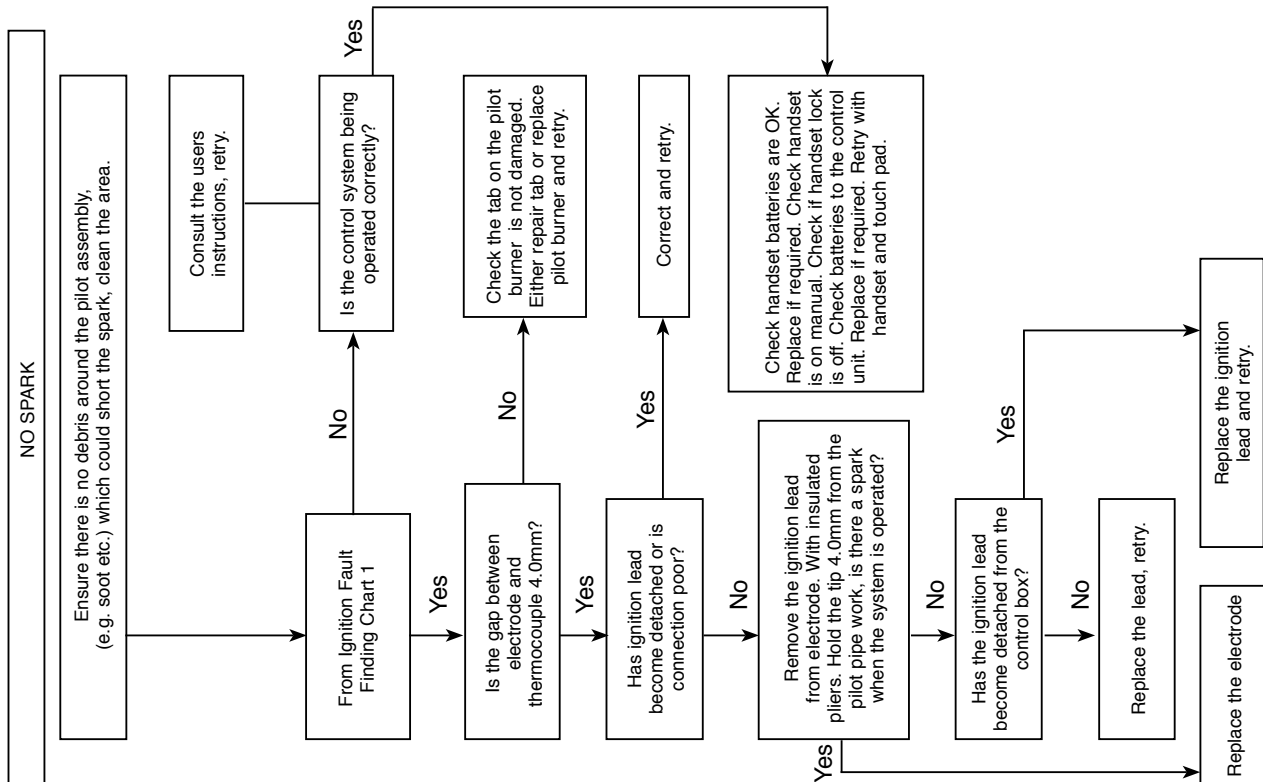 NO SPARK
Ensure there is no debris around the pilot assembly,
(e.g. soot etc.) which could short the spark, clean the area.
Consult the users
instructions, retry.
Is the control system being
operated correctly?
Yes
No
From Ignition Fault
Finding Chart 1
Yes
Is the gap between
electrode and
thermocouple 4.0mm?
No
Check the tab on the pilot
burner is not damaged.
Either repair tab or replace
pilot burner and retry.
Yes
Has ignition lead
become detached or is
connection poor?
Yes
Correct and retry.
No
Remove the ignition lead
from electrode. With insulated
pliers. Hold the tip 4.0mm from the
pilot pipe work, is there a spark
when the system is operated?
Check handset batteries are OK.
Replace if required. Check handset
is on manual. Check if handset lock
is off. Check batteries to the control
unit. Replace if required. Retry with
handset and touch pad.
No
Has the ignition lead
become detached from the
control box?
Yes
No
Replace the lead, retry.
Replace the ignition
lead and retry.
Yes
Replace the electrode